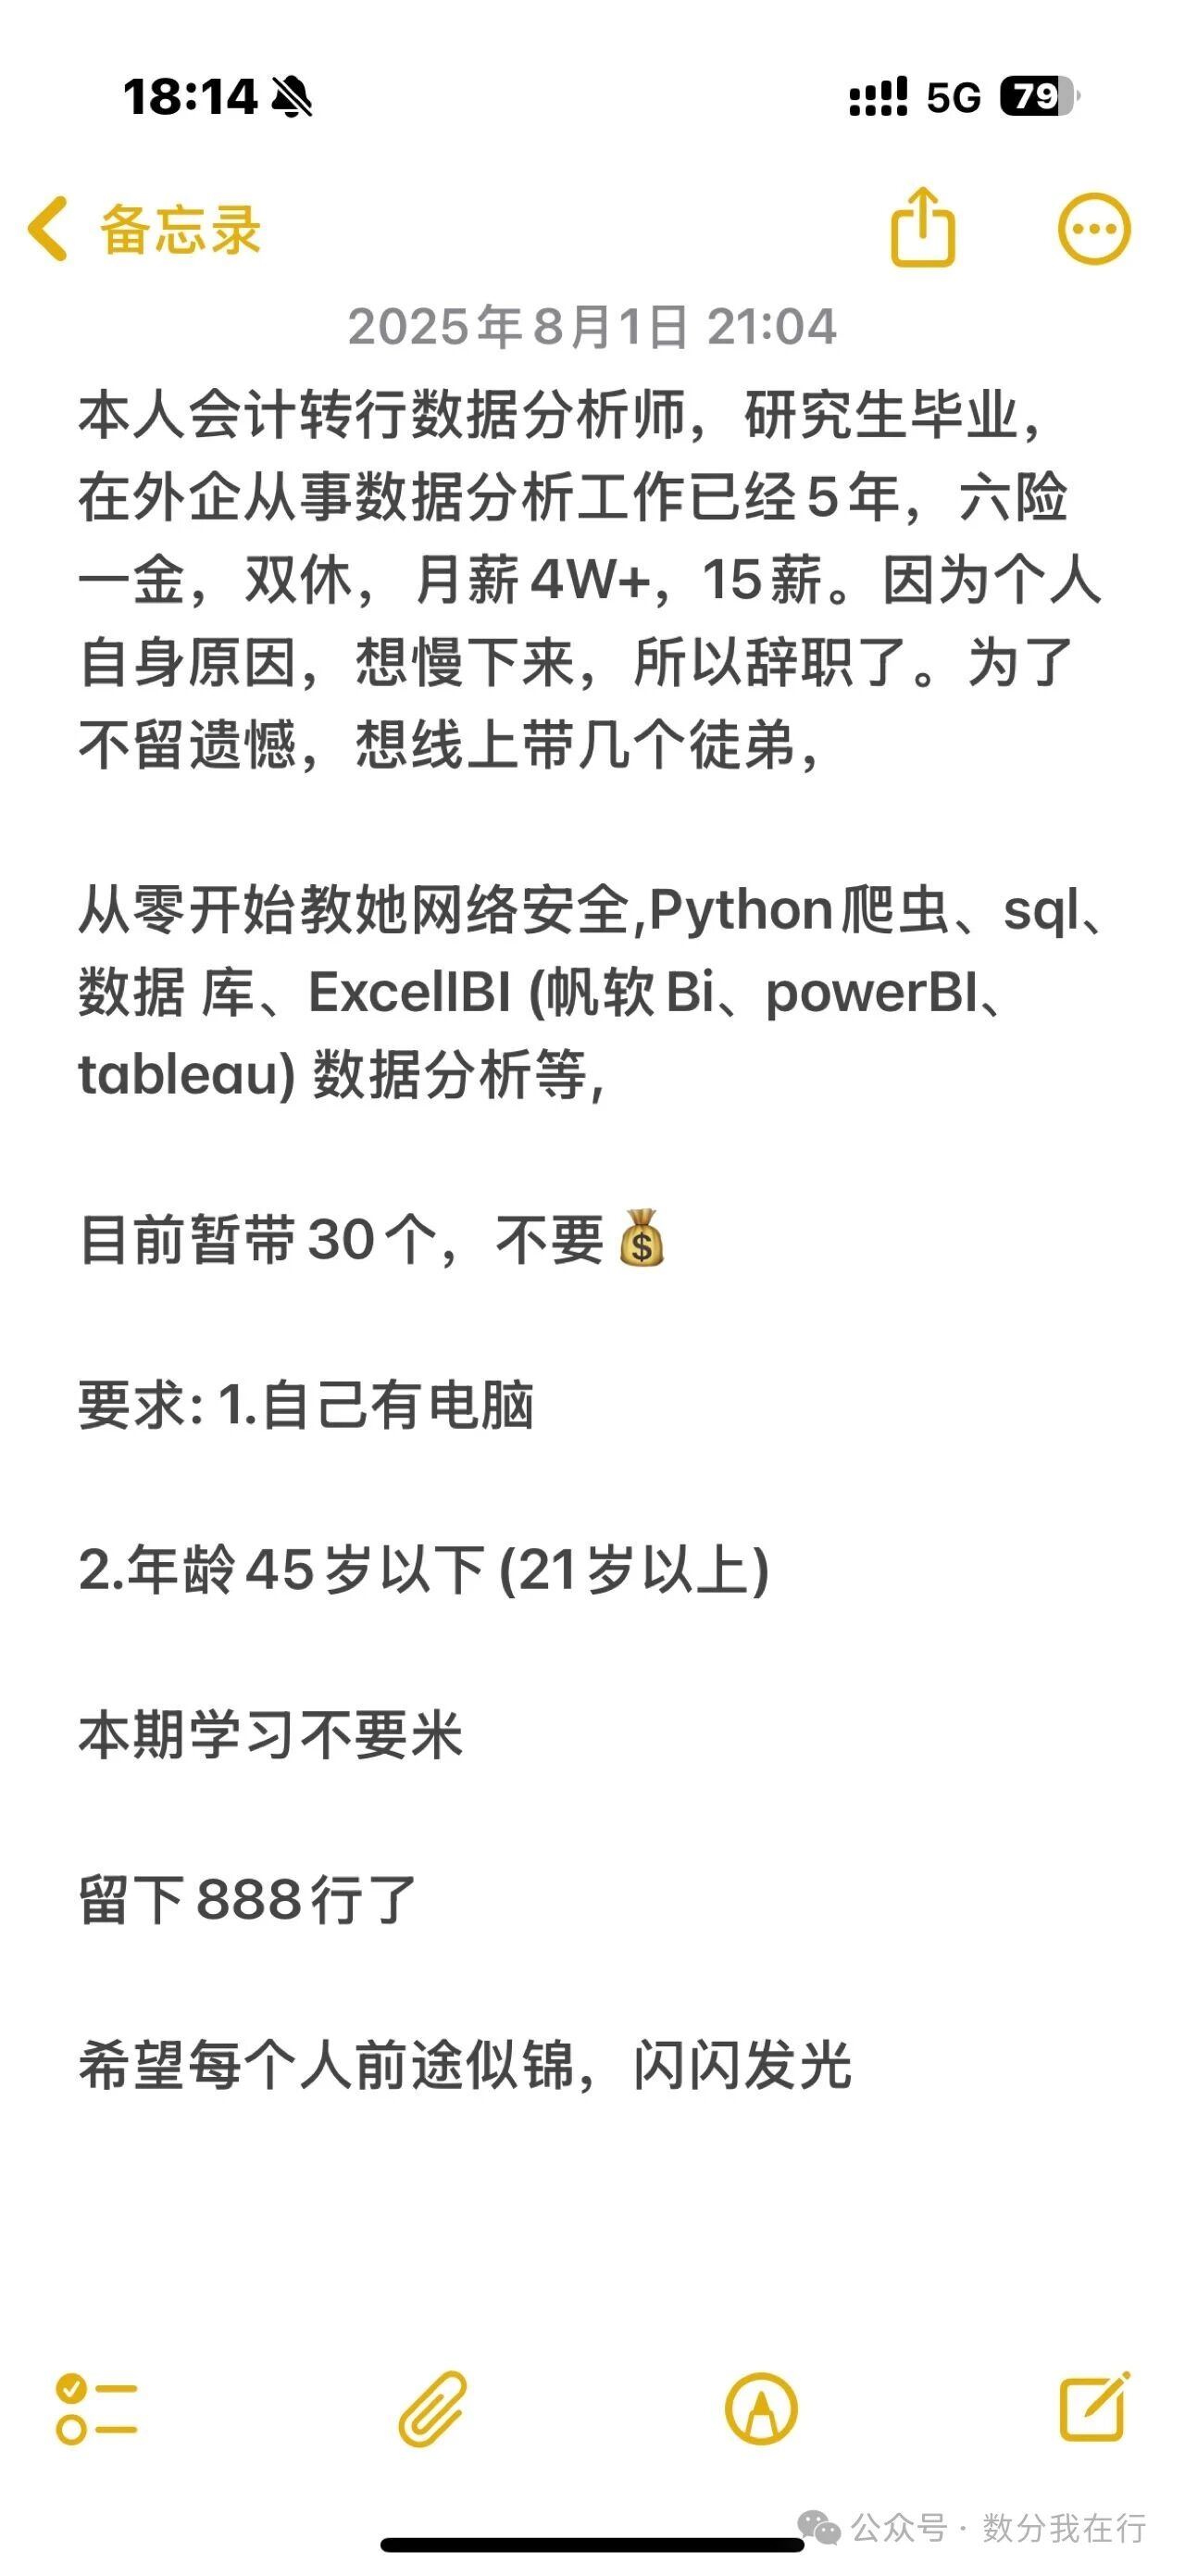 18:14
5G 79
备忘录
2025年8月1日 21:04
本人会计转行数据分析师，研究生毕业，
在外企从事数据分析工作已经5年，六险
一金，双休，月薪4W+，15薪。因为个人
自身原因，想慢下来，所以辞职了。为了
不留遗憾，想线上带几个徒弟，
从零开始教她网络安全,Python爬虫、sql、
数据 库、ExcellBI (帆软Bi、powerBI、
tableau) 数据分析等,
目前暂带30个，不要💰
要求: 1.自己有电脑
2.年龄45岁以下(21岁以上)
本期学习不要米
留下888行了
希望每个人前途似锦，闪闪发光
公众号 · 数分我在行